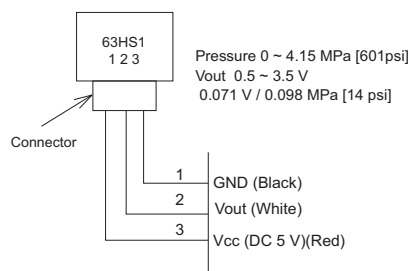 63HS1
1 2 3
Pressure 0 ~ 4.15 MPa [601psi]
Vout 0.5 ~ 3.5 V
0.071 V / 0.098 MPa [14 psi]
Connector
1
GND (Black)
2
Vout (White)
3
Vcc (DC 5 V)(Red)